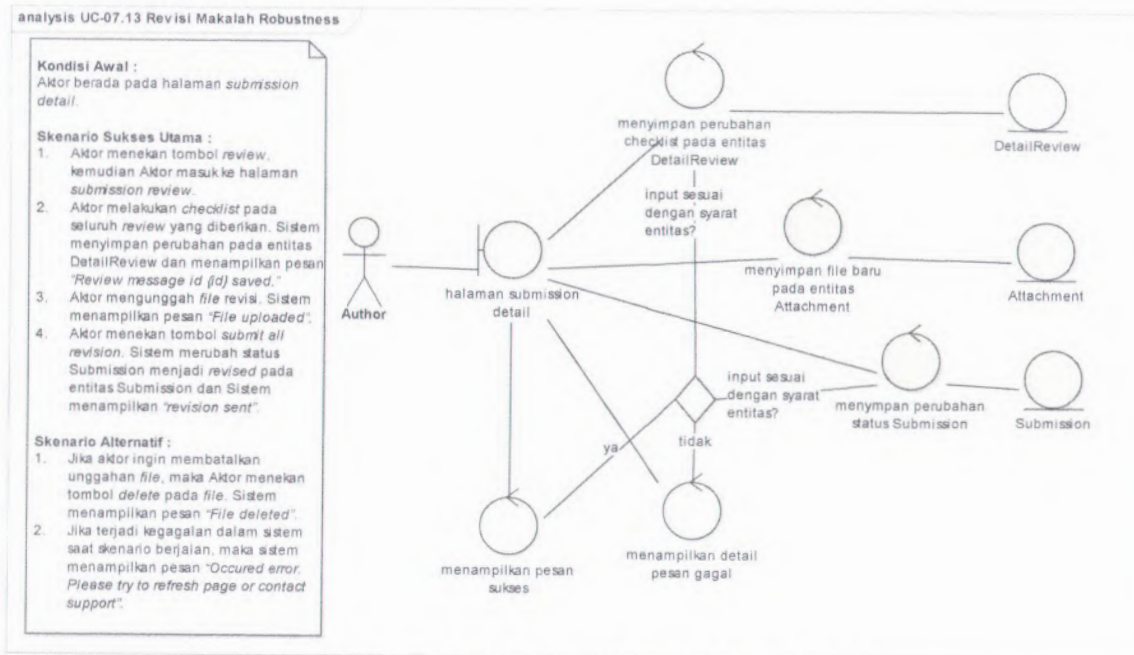 analysis UC-07.13 Revisi Makalah Robustness
Kondisi Awal :
Aktor berada pada halaman submission
detail.
Skenario Sukses Utama :
1. Aktor menekan tombol review,
kemudian Aktor masuk ke halaman
submission review.
2. Aktor melakukan checklist pada
seluruh review yang diberikan. Sistem
menyimpan perubahan pada entitas
DetailReview dan menampilkan pesan
"Review message id (id) saved."
3. Aktor mengunggah file revisi. Sistem
menampilkan pesan "File uploaded".
4. Aktor menekan tombol submit all
revision. Sistem merubah status
Submission menjadi revised pada
entitas Submission dan Sistem
menampilkan "revision sent".
Skenario Alternatif :
1. Jika aktor ingin membatalkan
unggahan file, maka Aktor menekan
tombol delete pada file. Sistem
menampilkan pesan "File deleted".
2. Jika terjadi kegagalan dalam sistem
saat skenario berjalan, maka sistem
menampilkan pesan "Occured error.
Please try to refresh page or contact
support".
Author
halaman submission
detail
menyimpan perubahan
checklist pada entitas
DetailReview
DetailReview
input sesuai
dengan syarat
entitas?
menyimpan file baru
pada entitas
Attachment
Attachment
input sesuai
dengan syarat
entitas?
menympan perubahan
status Submission
Submission
ya
tidak
menampilkan pesan
sukses
menampilkan detail
pesan gagal